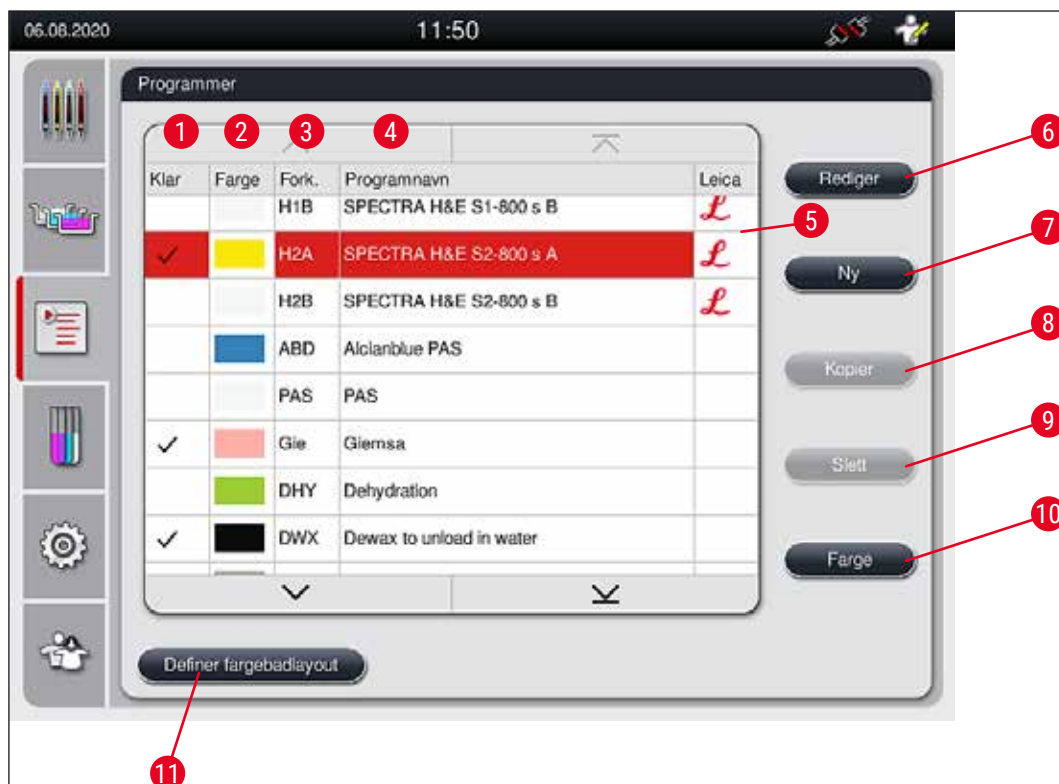 06.08.2020 11:50
Programmer
1 2 3 4
Klar Farge Fork. Programnavn Leica
H1B SPECTRA H&E S1-800 s B
H2A SPECTRA H&E S2-800 s A
H2B SPECTRA H&E S2-800 s B
ABD Alcianblue PAS
PAS PAS
Gie Giemsa
DHY Dehydration
DWX Dewax to unload in water
5
Rediger 6
Ny 7
Kopier 8
Slett 9
Farge 10
Definer fargebadlayout
11